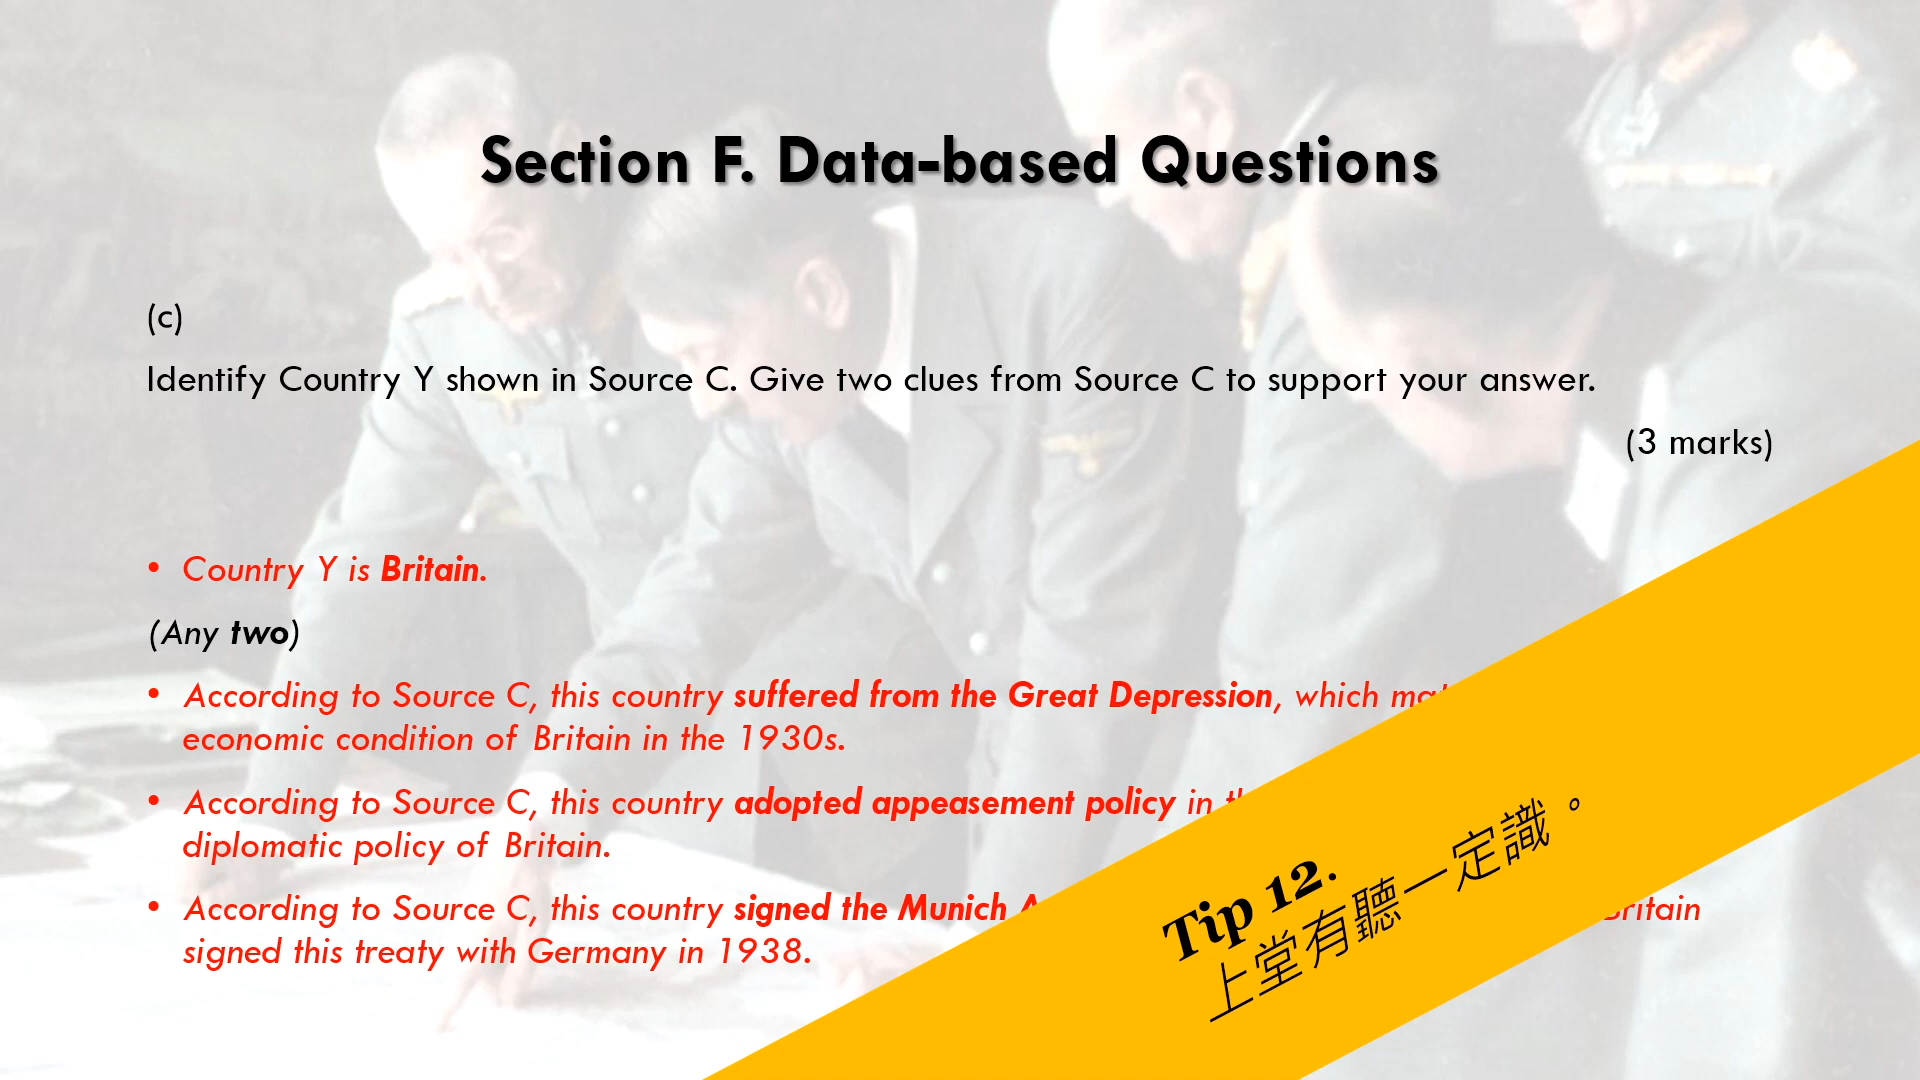 Section F. Data-based Questions
(c)
Identify Country Y shown in Source C. Give two clues from Source C to support your answer.
(3 marks)
• Country Y is Britain.
(Any two)
• According to Source C, this country suffered from the Great Depression, which
economic condition of Britain in the 1930s.
• According to Source C, this country adopted appeasement policy in
diplomatic policy of Britain.
• According to Source C, this country signed the Munich
Britain
signed this treaty with Germany in 1938.
Tip 12.
上堂有聽一定識。